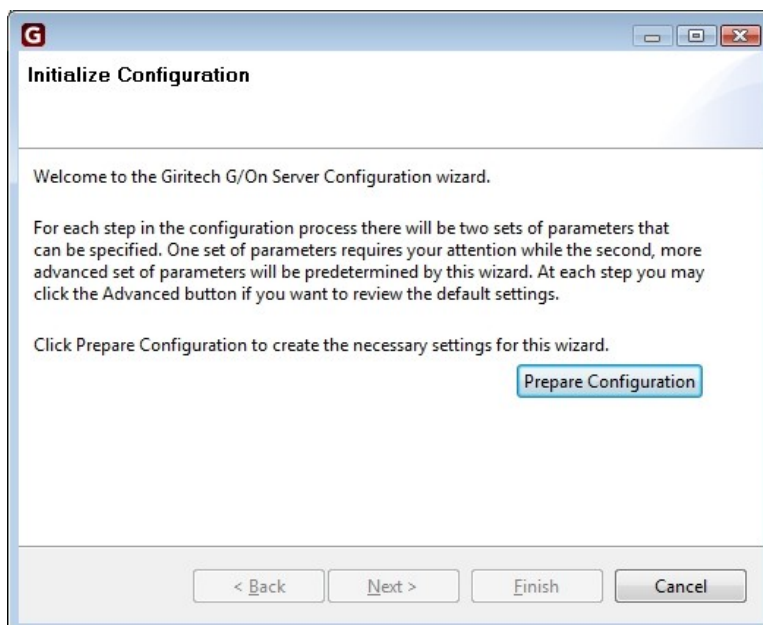 G
Initialize Configuration
Welcome to the Giritech G/On Server Configuration wizard.
For each step in the configuration process there will be two sets of parameters that
can be specified. One set of parameters requires your attention while the second, more
advanced set of parameters will be predetermined by this wizard. At each step you may
click the Advanced button if you want to review the default settings.
Click Prepare Configuration to create the necessary settings for this wizard.
Prepare Configuration
< Back Next > Finish Cancel